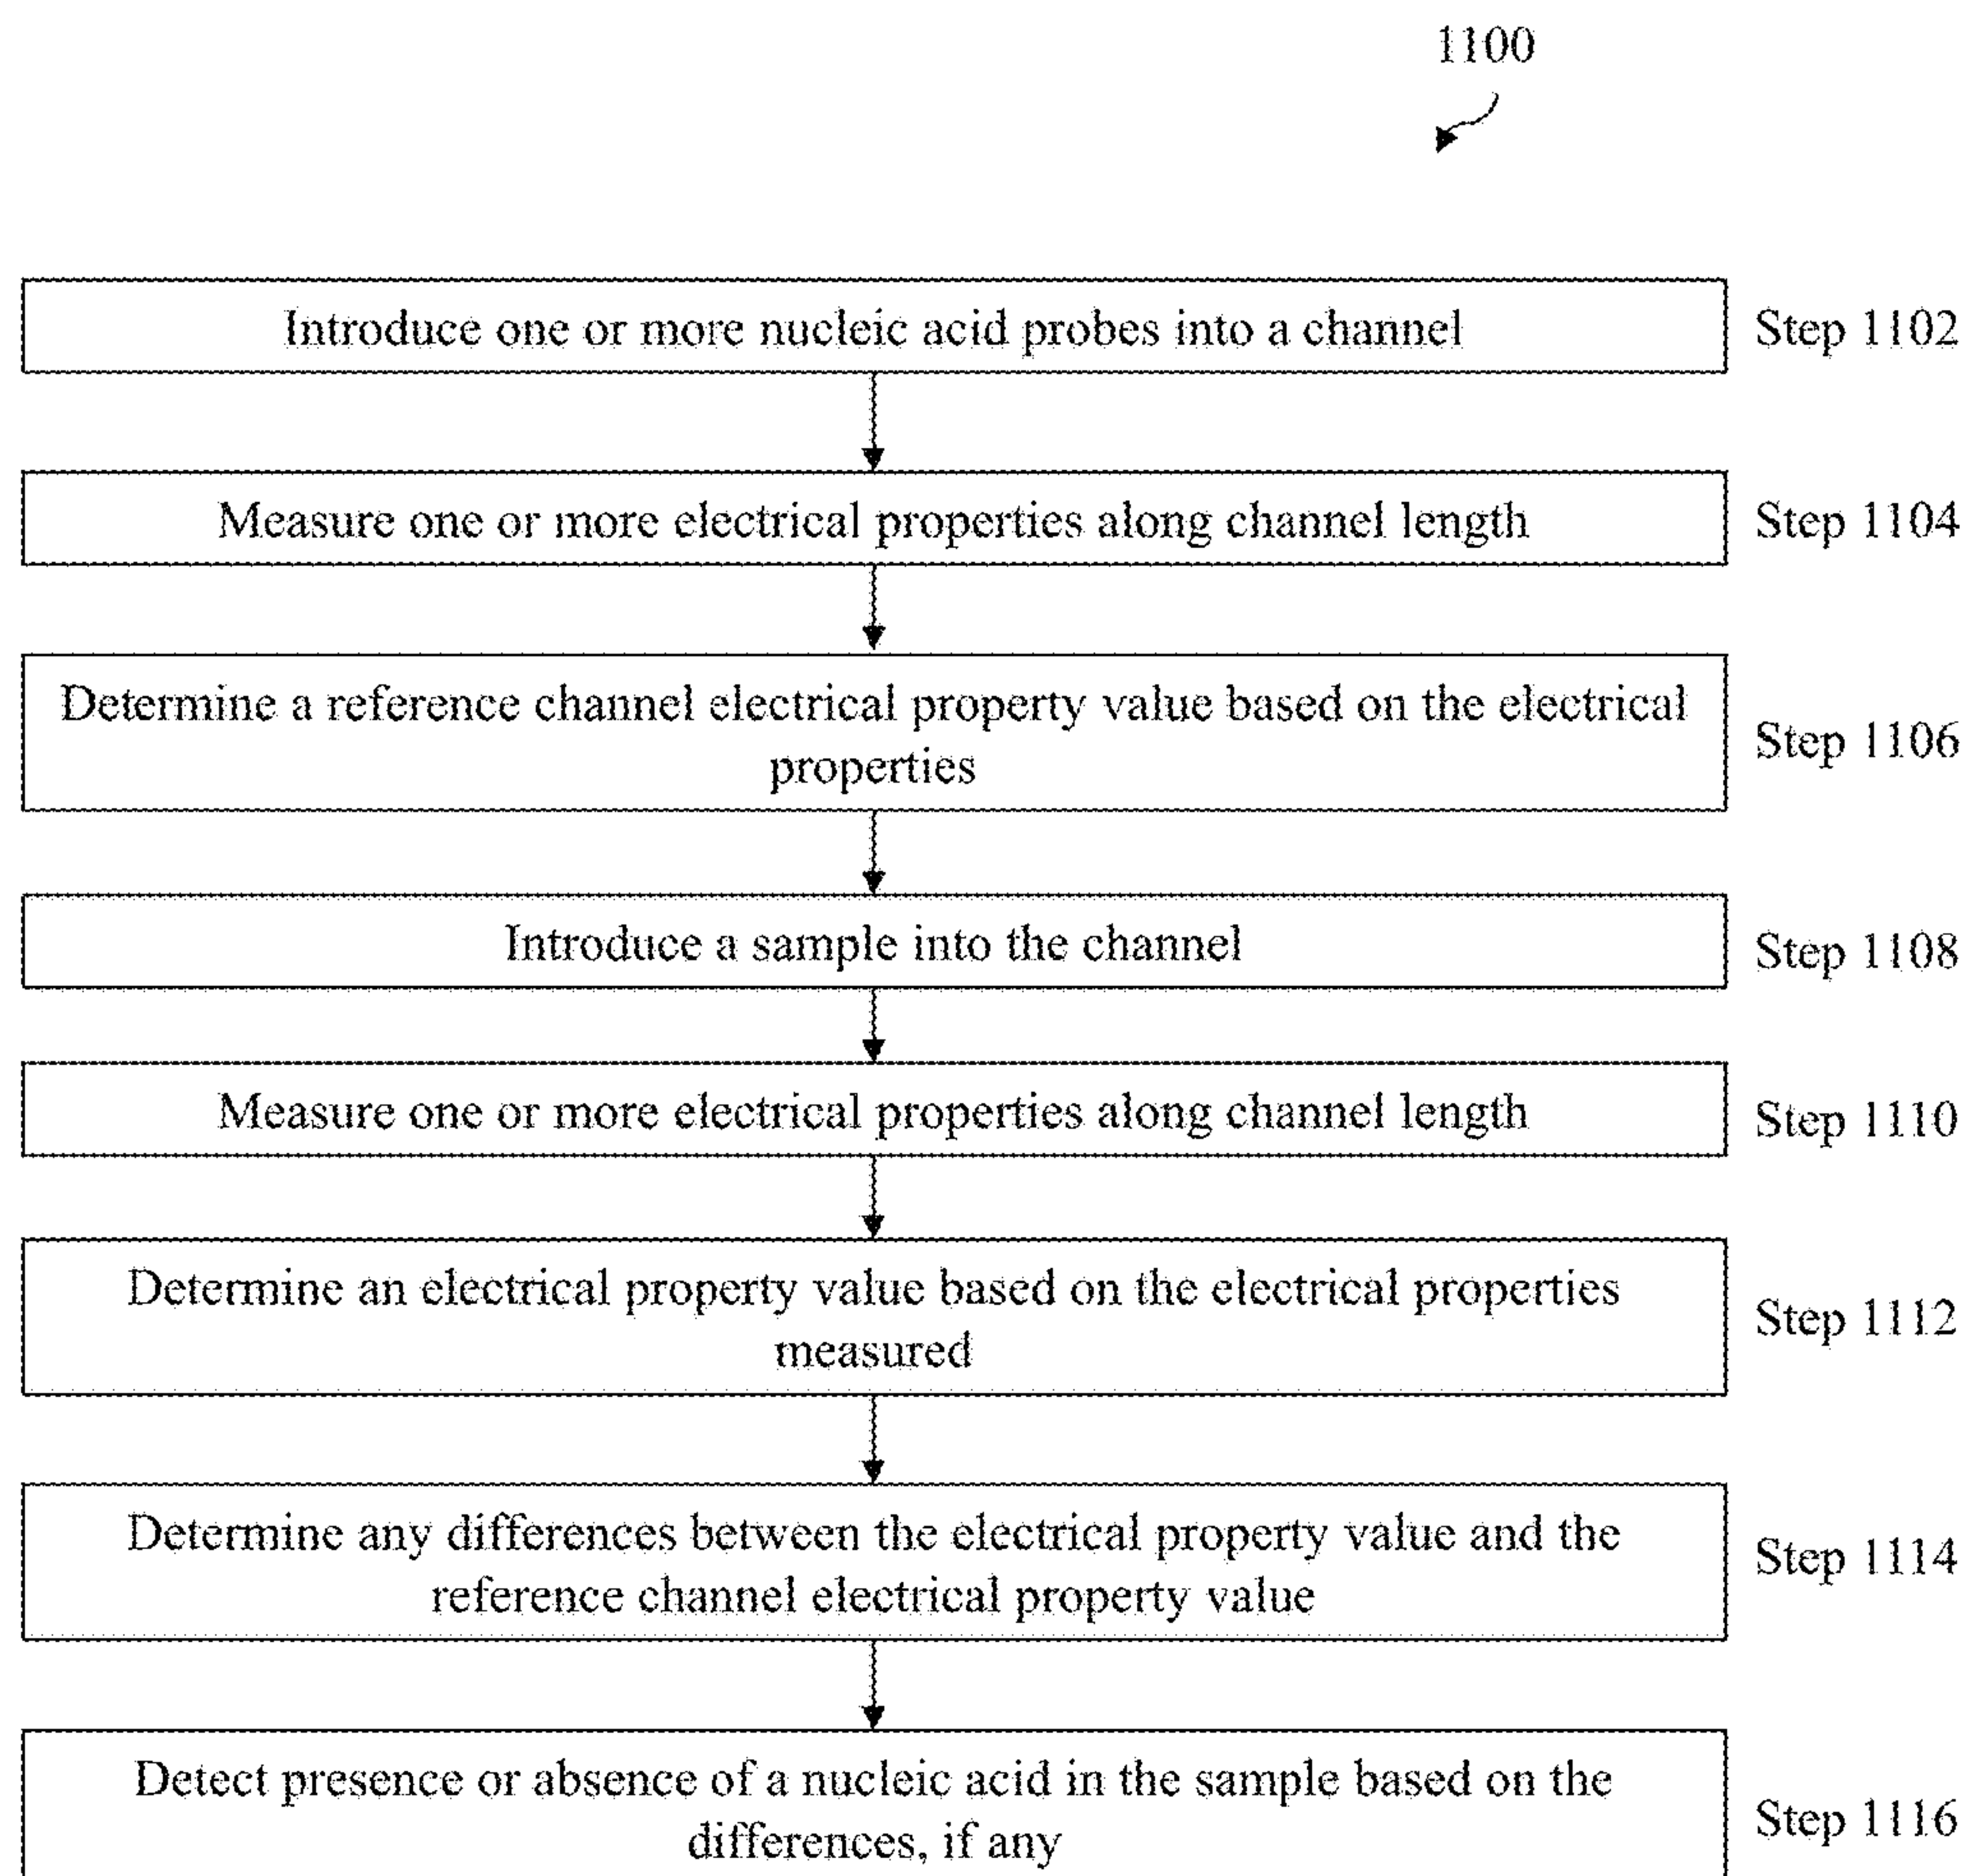 1100
Introduce one or more nucleic acid probes into a channel
Step 1102
Measure one or more electrical properties along channel length
Step 1104
Determine a reference channel electrical property value based on the electrical
properties
Step 1106
Introduce a sample into the channel
Step 1108
Measure one or more electrical properties along channel length
Step 1110
Determine an electrical property value based on the electrical properties
measured
Step 1112
Determine any differences between the electrical property value and the
reference channel electrical property value
Step 1114
Detect presence or absence of a nucleic acid in the sample based on the
differences, if any
Step 1116